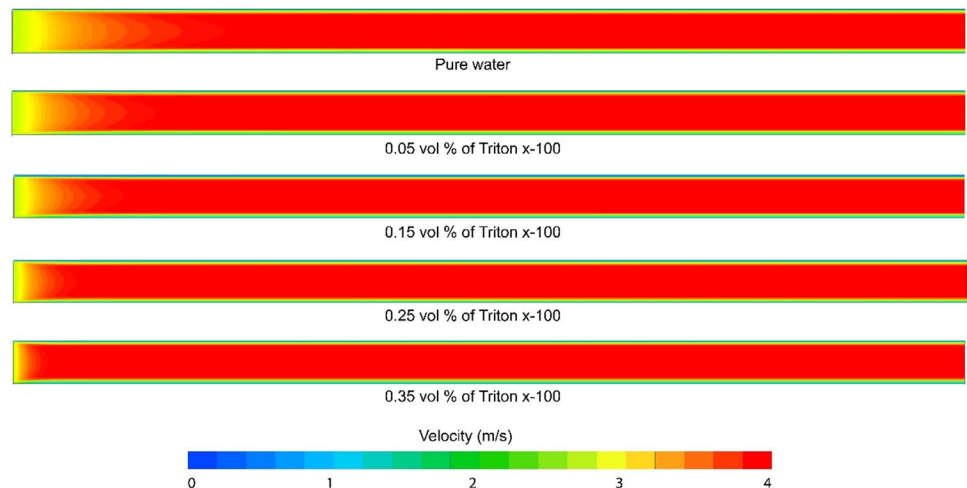 Pure water
0.05 vol % of Triton x-100
0.15 vol % of Triton x-100
0.25 vol % of Triton x-100
0.35 vol % of Triton x-100
Velocity (m/s)
0 1 2 3 4